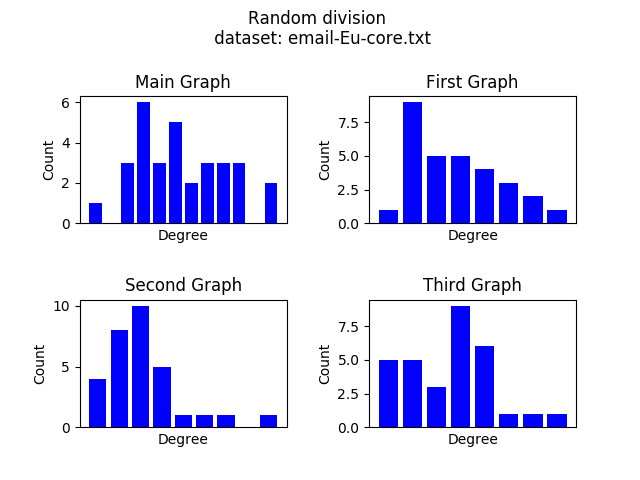 Random division
dataset: email-Eu-core.txt
Main Graph
6
4
2
0
Count
Degree
First Graph
7.5
5.0
2.5
0.0
Count
Degree
Second Graph
10
5
0
Count
Degree
Third Graph
7.5
5.0
2.5
0.0
Count
Degree